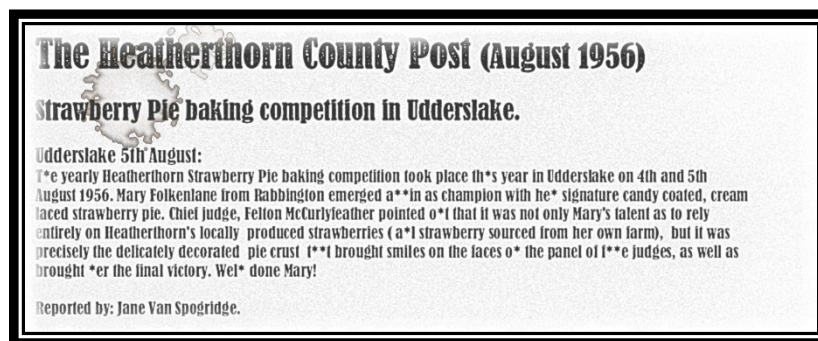 The Heatherthorn County Post (August 1956)
Strawberry Pie baking competition in Udderslake.
Udderslake 5th August:
T*e yearly Heatherthorn Strawberry Pie baking competition took place th*s year in Udderslake on 4th and 5th
August 1956. Mary Folkenlane from Rabbington emerged a**in as champion with he* signature candy coated, cream
laced strawberry pie. Chief judge, Felton McCurlyfeather pointed o*t that it was not only Mary's talent as to rely
entirely on Heatherthorn's locally produced strawberries ( a*l strawberry sourced from her own farm), but it was
precisely the delicately decorated pie crust t**t brought smiles on the faces o* the panel of f**e judges, as well as
brought *er the final victory. Wel* done Mary!
Reported by: Jane Van Spogridge.